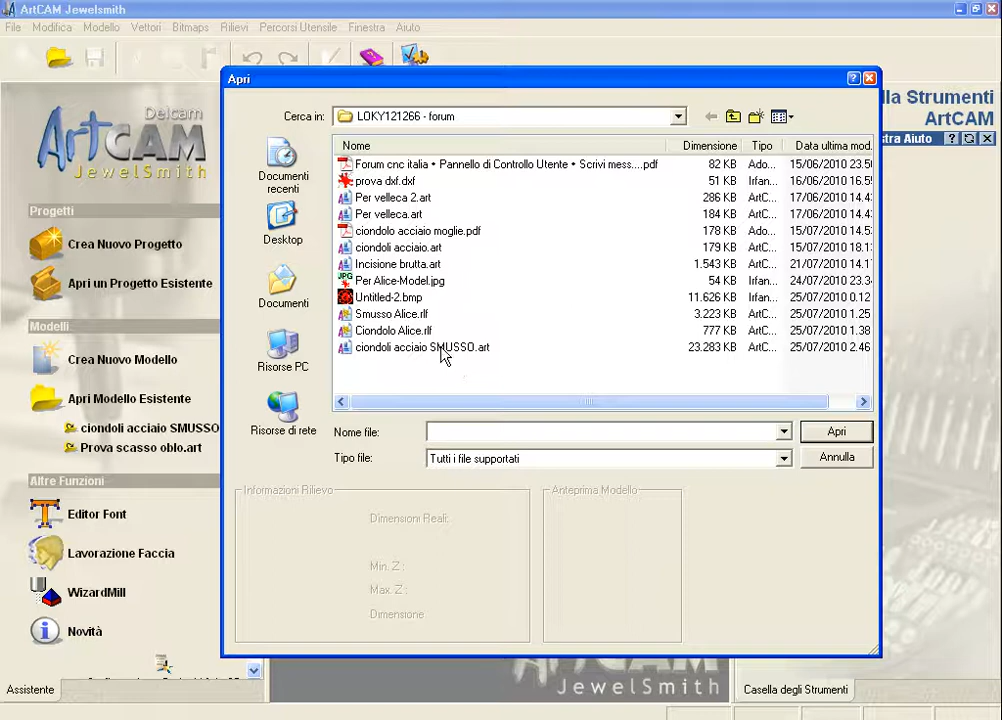 ArtCAM Jewelsmith
File Modifica Modello Vettori Bitmaps Rilievi Percorsi Utensile Finestra Aiuto
Delcam
ArtCAM
JewelSmith
Progetti
Crea Nuovo Progetto
Apri un Progetto Esistente
Modelli
Crea Nuovo Modello
Apri Modello Esistente
ciondoli acciaio SMUSSO
Prova scasso oblo.art
Altre Funzioni
Editor Font
Lavorazione Faccia
WizardMill
Novità
Assistente
Apri
Cerca in: LOKY121266 - forum
Documenti recenti
Desktop
Documenti
Risorse PC
Risorse di rete
Nome Dimensione Tipo Data ultima mod.
Forum cnc italia • Pannello di Controllo Utente • Scrivi mess....pdf 82 KB Ado... 15/06/2010 23.5
prova dxf.dxf 51 KB Irfan... 16/06/2010 16.5
Per velleca 2.art 286 KB ArtC... 17/06/2010 14.4
Per velleca.art 184 KB ArtC... 17/06/2010 14.4
ciondolo acciaio moglie.pdf 178 KB Ado... 15/07/2010 14.5
ciondoli acciaio.art 179 KB ArtC... 15/07/2010 18.1
Incisione brutta.art 1.543 KB ArtC... 21/07/2010 14.1
Per Alice-Model.jpg 54 KB Irfan... 24/07/2010 23.3
Untitled-2.bmp 11.626 KB Irfan... 25/07/2010 0.12
Smusso Alice.rlf 3.223 KB ArtC... 25/07/2010 1.25
Ciondolo Alice.rlf 777 KB ArtC... 25/07/2010 1.38
ciondoli acciaio SMUSSO.art 23.283 KB ArtC... 25/07/2010 2.46
Nome file: Apri
Tipo file: Tutti i file supportati Annulla
Informazioni Rilievo
Dimensioni Reali:
Min. Z :
Max. Z :
Dimensione
Anteprima Modello
lla Strumenti
ArtCAM
stra Aiuto
ArtCAM
JewelSmith
Casella degli Strumenti